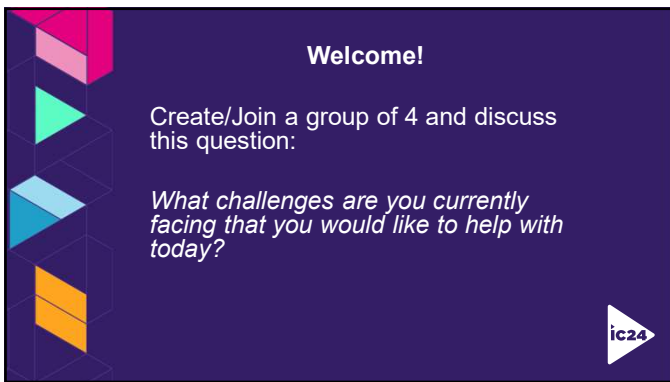 Welcome!
Create/Join a group of 4 and discuss
this question:
What challenges are you currently
facing that you would like to help with
today?
ic24